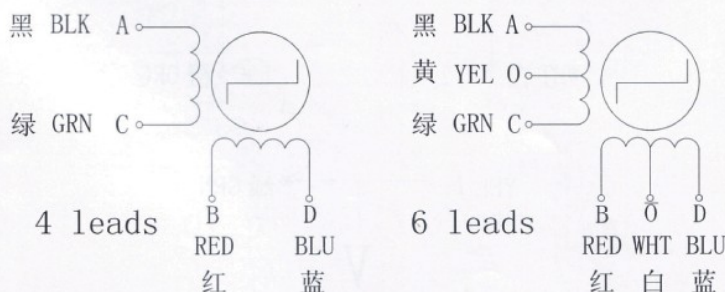 黑 BLK A
绿 GRN C
B D
4 leads
RED BLU
红 蓝
黑 BLK A
黄 YEL O
绿 GRN C
B Ō D
6 leads
RED WHT BLU
红 白 蓝